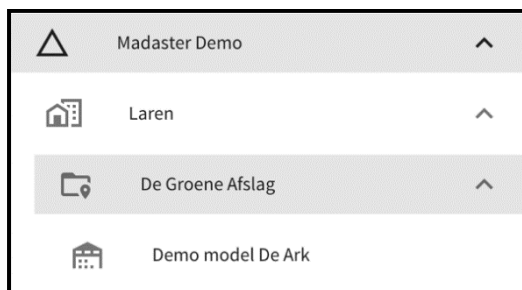 Madaster Demo
Laren
De Groene Afslag
Demo model De Ark